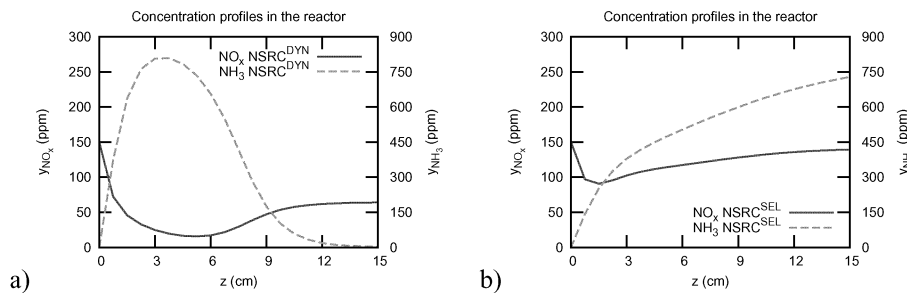 Concentration profiles in the reactor
300
250
200
150
100
50
0
900
750
600
450
300
150
0
0 3 6 9 12 15
y_NOx (ppm)
y_NH3 (ppm)
z (cm)
NOx NSRC^DYN
NH3 NSRC^DYN
a)
Concentration profiles in the reactor
300
250
200
150
100
50
0
900
750
600
450
300
150
0
0 3 6 9 12 15
y_NOx (ppm)
y_NH (ppm)
z (cm)
NOx NSRC^SEL
NH3 NSRC^SEL
b)